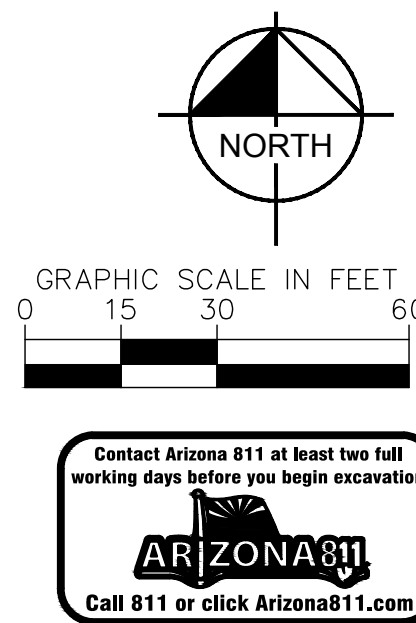 NORTH
GRAPHIC SCALE IN FEET
0 15 30 60
Contact Arizona 811 at least two full
working days before you begin excavation
ARIZONA811
Call 811 or click Arizona811.com